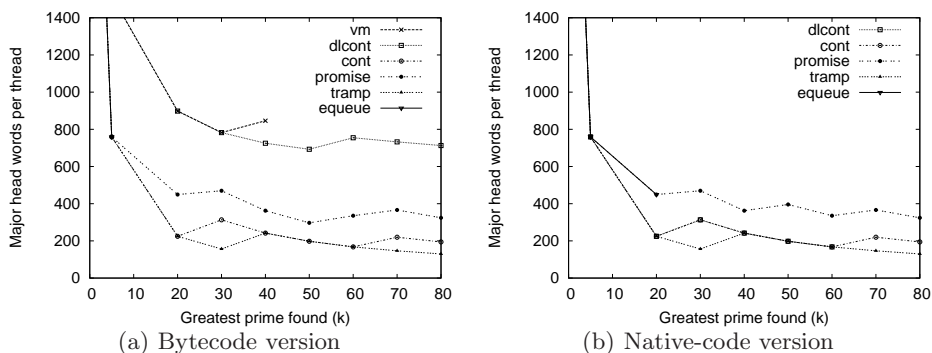 Major head words per thread
1400
1200
1000
800
600
400
200
0
vm
dlcont
cont
promise
tramp
equeue
0 10 20 30 40 50 60 70 80
Greatest prime found (k)
(a) Bytecode version
Major head words per thread
1400
1200
1000
800
600
400
200
0
dlcont
cont
promise
tramp
equeue
0 10 20 30 40 50 60 70 80
Greatest prime found (k)
(b) Native-code version